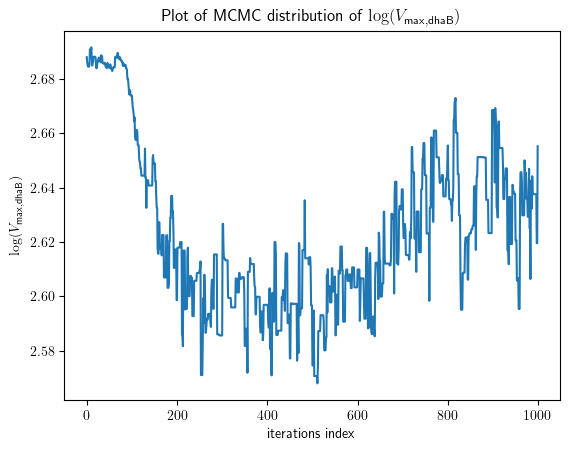 Plot of MCMC distribution of log(V_max,dhaB)
log(V_max,dhaB)
2.68
2.66
2.64
2.62
2.60
2.58
0 200 400 600 800 1000
iterations index